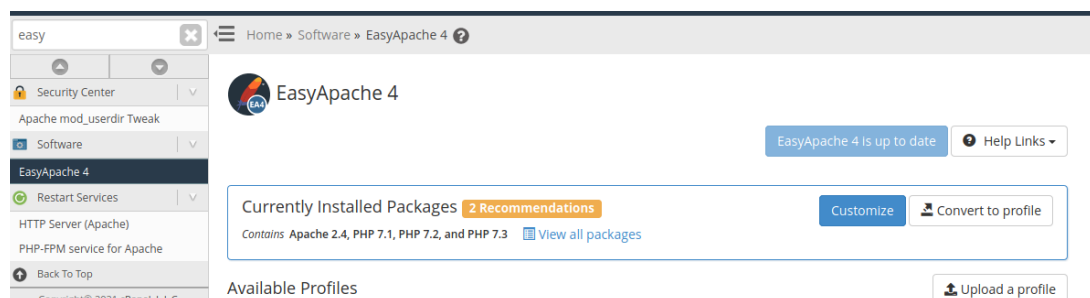 easy
Home » Software » EasyApache 4
Security Center
Apache mod_userdir Tweak
Software
EasyApache 4
Restart Services
HTTP Server (Apache)
PHP-FPM service for Apache
Back To Top
EA4
EasyApache 4
EasyApache 4 is up to date
Help Links
Currently Installed Packages 2 Recommendations
Customize
Convert to profile
Contains Apache 2.4, PHP 7.1, PHP 7.2, and PHP 7.3 View all packages
Available Profiles
Upload a profile